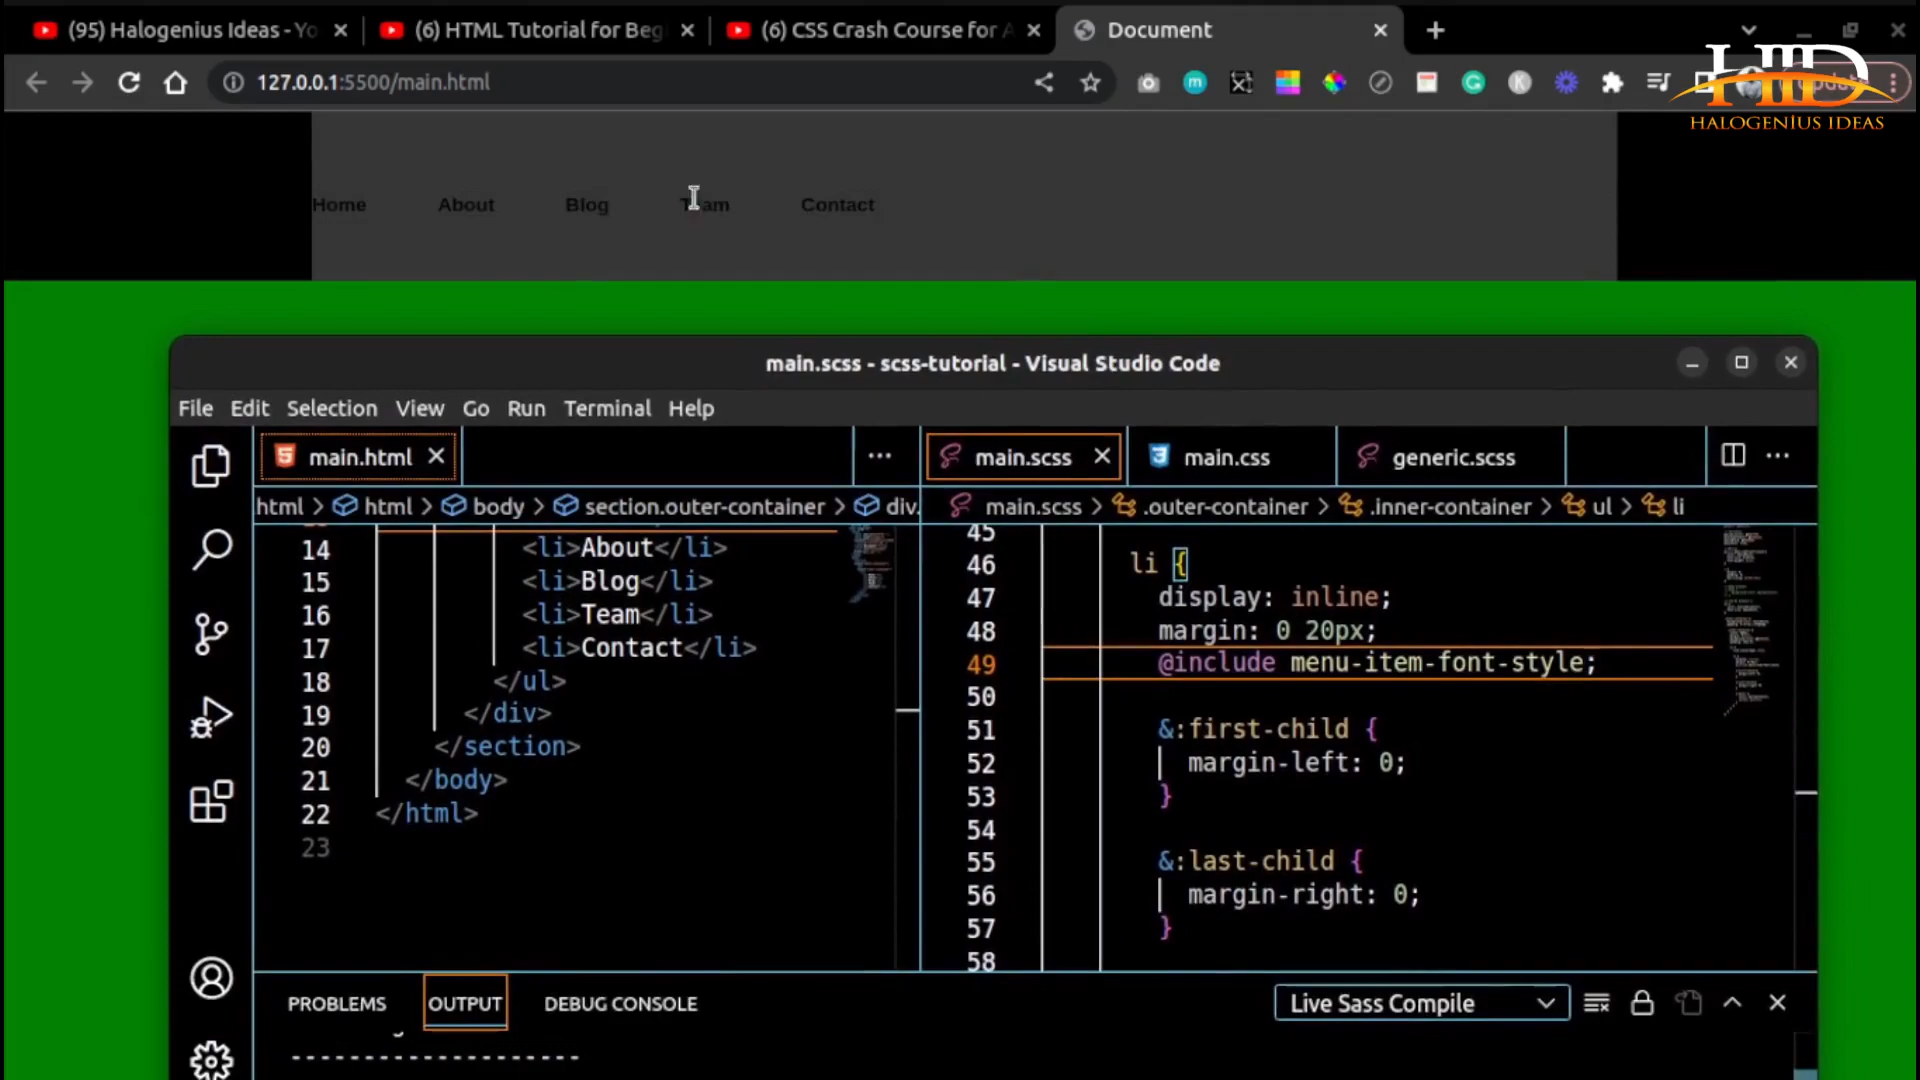 (95) Halogenius Ideas - Yo
(6) HTML Tutorial for Beg
(6) CSS Crash Course for A
Document
127.0.0.1:5500/main.html
HID
HALOGENIUS IDEAS
Home About Blog Team Contact
main.scss - scss-tutorial - Visual Studio Code
File Edit Selection View Go Run Terminal Help
main.html
main.scss
main.css
generic.scss
html > html > body > section.outer-container > div.
main.scss > .outer-container > .inner-container > ul > li
14 <li>About</li>
15 <li>Blog</li>
16 <li>Team</li>
17 <li>Contact</li>
18 </ul>
19 </div>
20 </section>
21 </body>
22 </html>
23
45
46 li {
47 display: inline;
48 margin: 0 20px;
49 @include menu-item-font-style;
50
51 &:first-child {
52 margin-left: 0;
53 }
54
55 &:last-child {
56 margin-right: 0;
57 }
58
PROBLEMS OUTPUT DEBUG CONSOLE
Live Sass Compile
--------------------